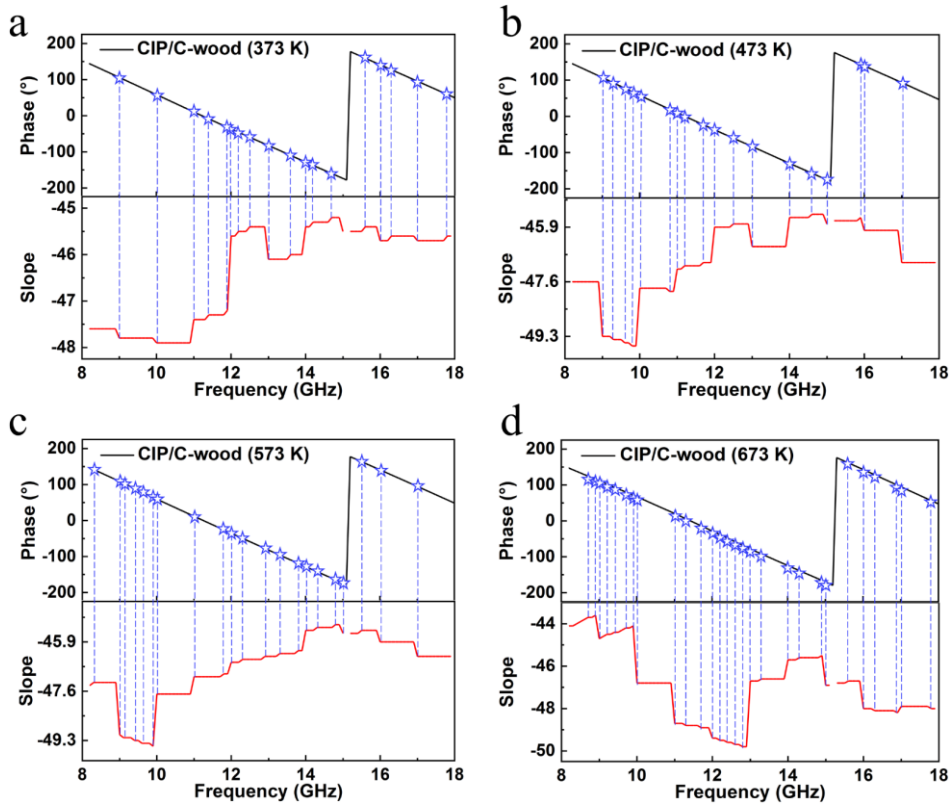 a
CIP/C-wood (373 K)
200
100
0
-100
-200
Phase (°)
-45
-46
-47
-48
Slope
8 10 12 14 16 18
Frequency (GHz)
b
CIP/C-wood (473 K)
200
100
0
-100
-200
Phase (°)
-45.9
-47.6
-49.3
Slope
8 10 12 14 16 18
Frequency (GHz)
c
CIP/C-wood (573 K)
200
100
0
-100
-200
Phase (°)
-45.9
-47.6
-49.3
Slope
8 10 12 14 16 18
Frequency (GHz)
d
CIP/C-wood (673 K)
200
100
0
-100
-200
Phase (°)
-44
-46
-48
-50
Slope
8 10 12 14 16 18
Frequency (GHz)